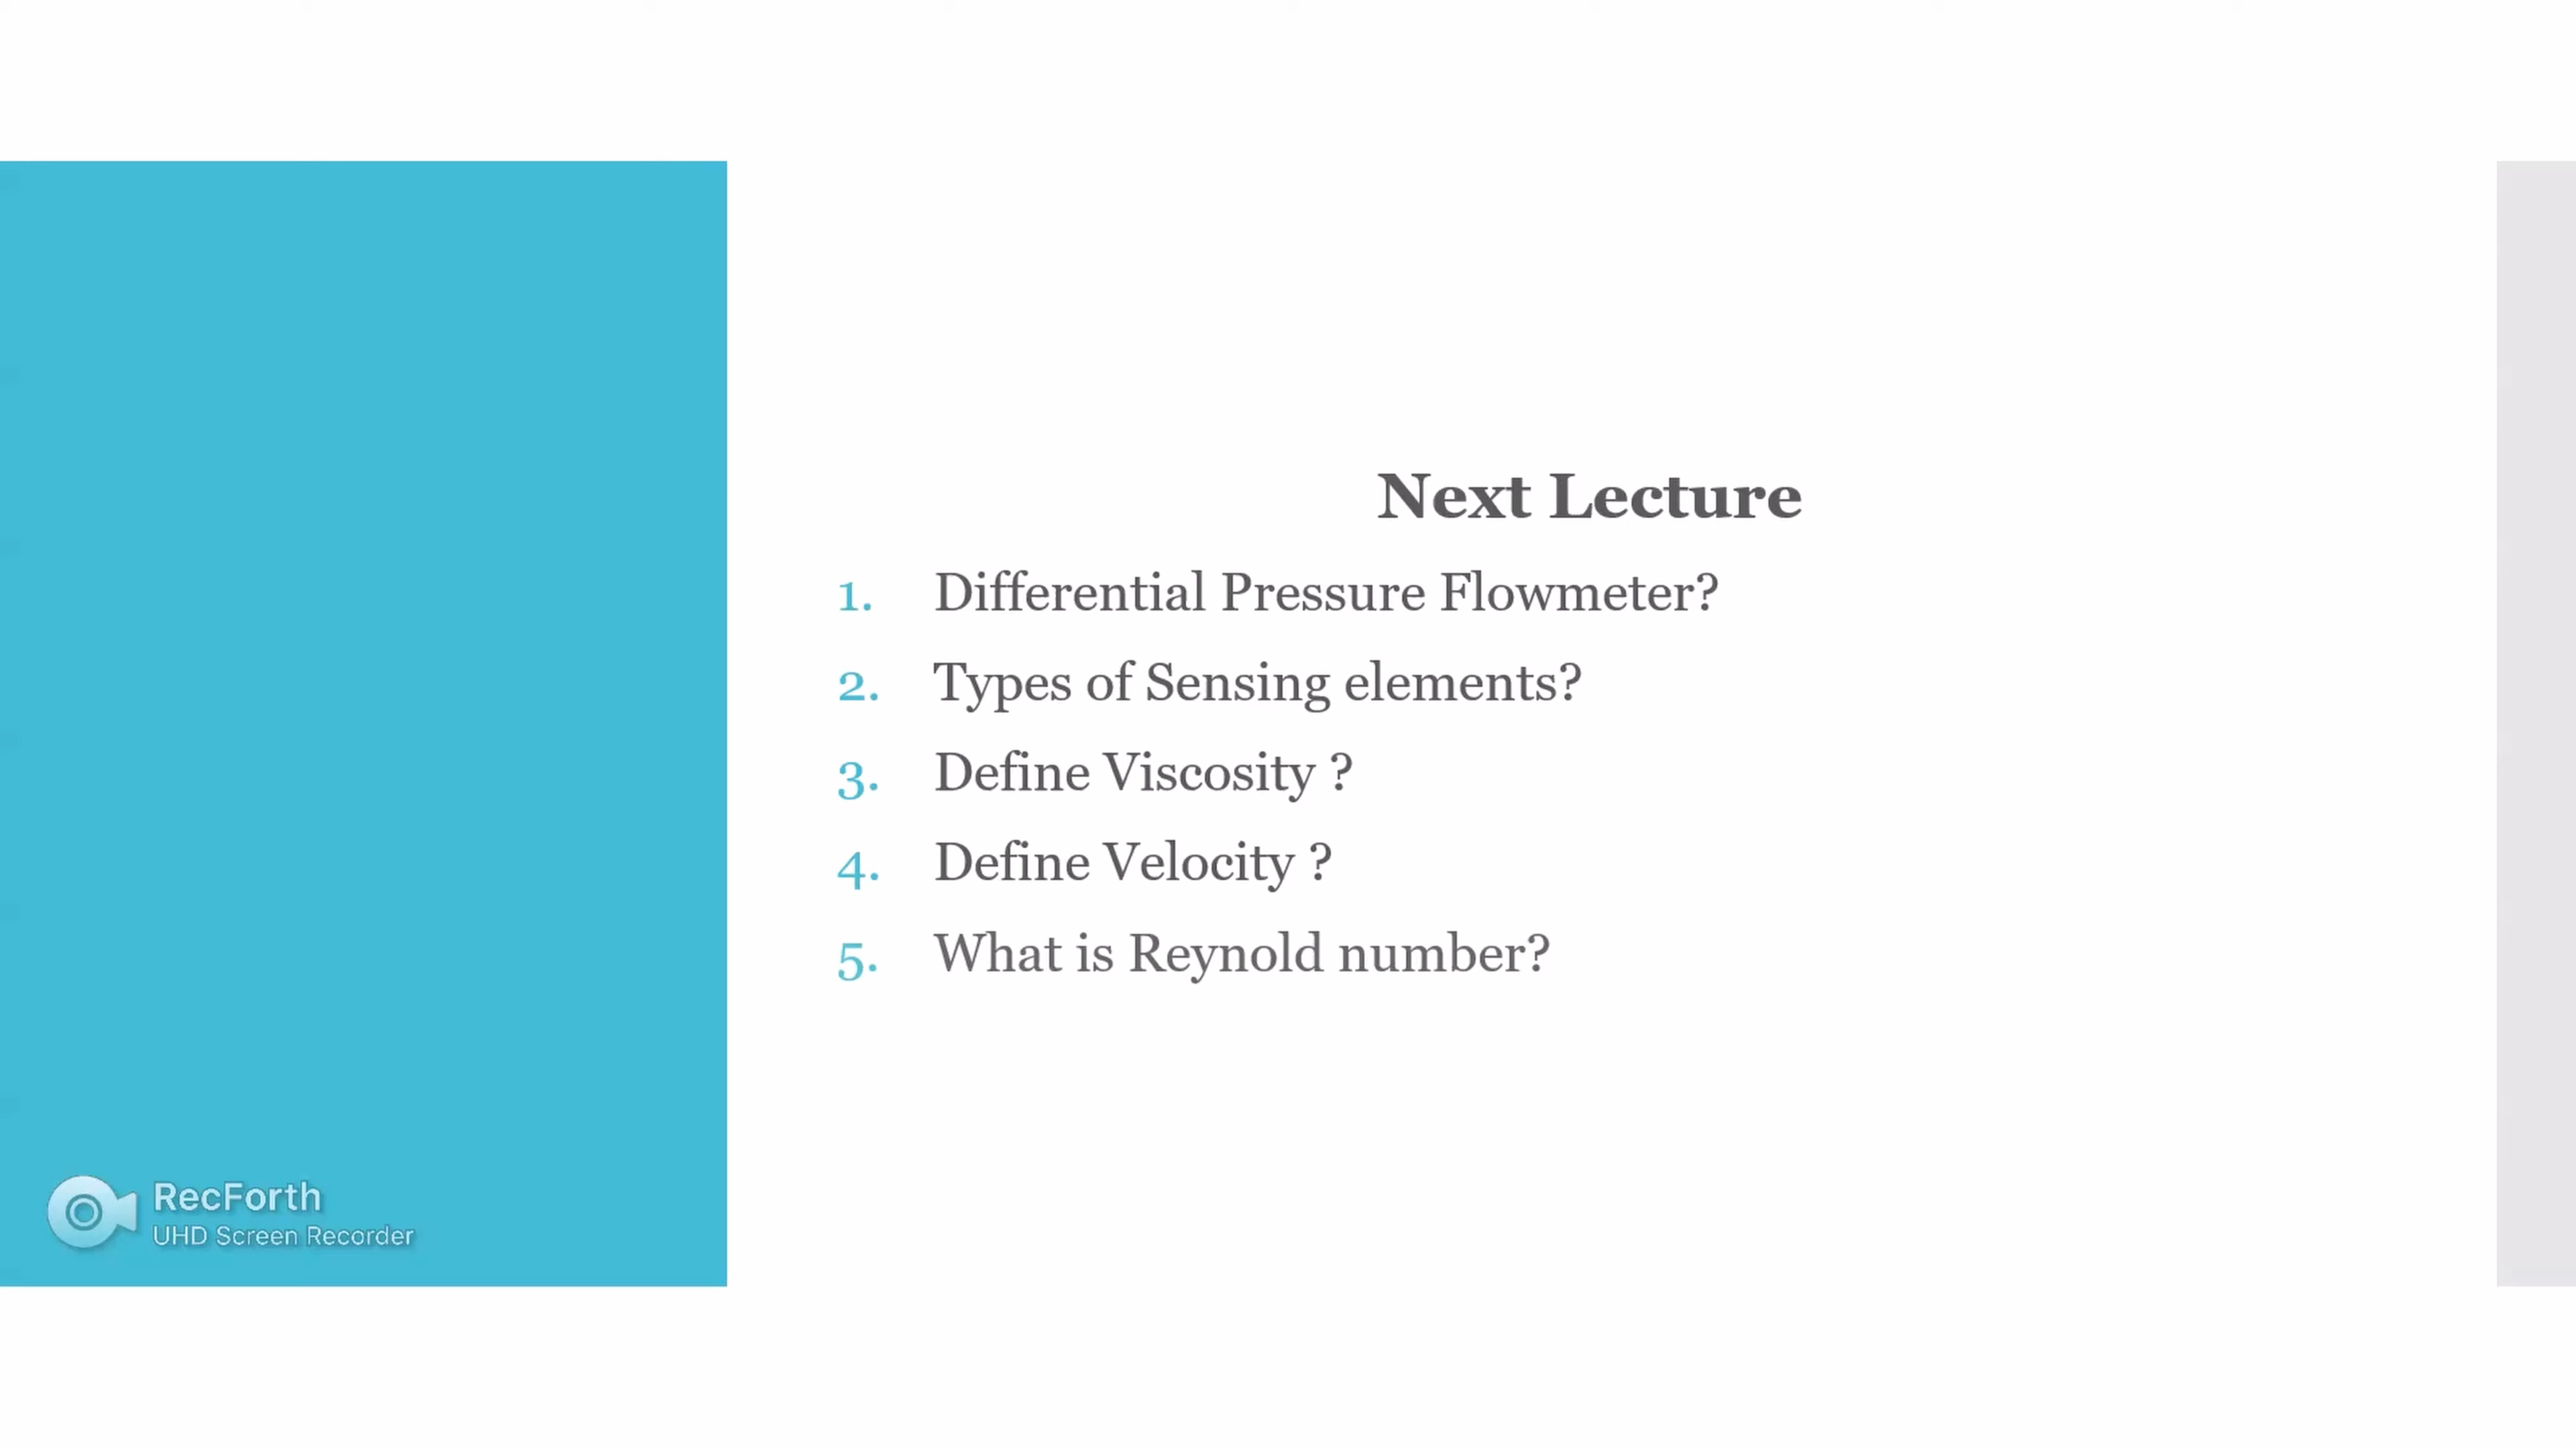 Next Lecture
1. Differential Pressure Flowmeter?
2. Types of Sensing elements?
3. Define Viscosity ?
4. Define Velocity ?
5. What is Reynold number?
RecForth
UHD Screen Recorder